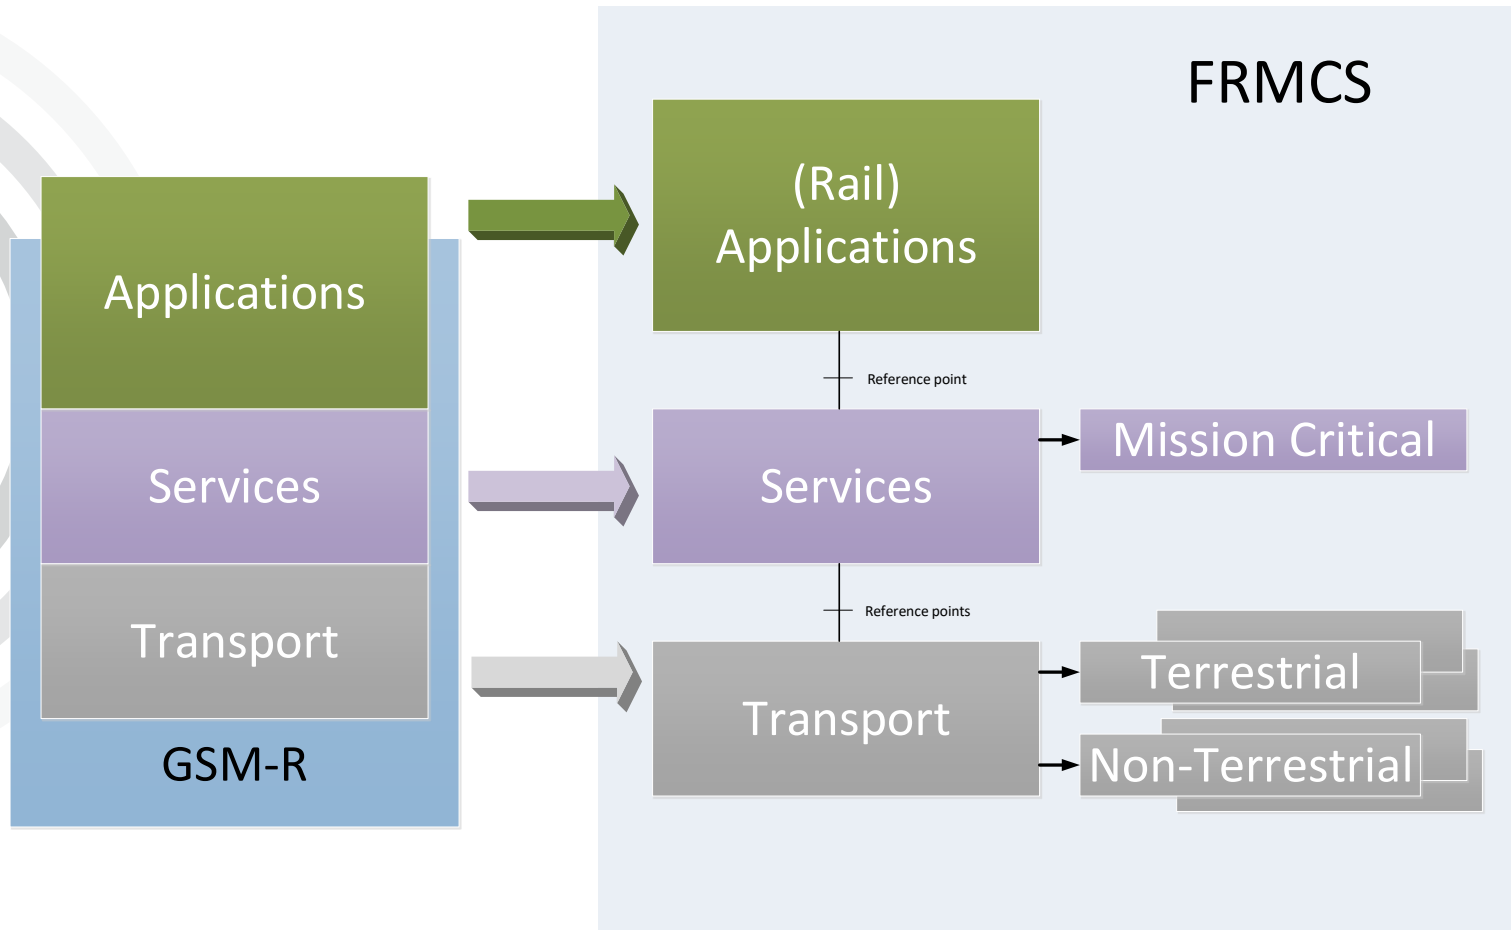 FRMCS
(Rail)
Applications
Applications
Reference point
Mission Critical
Services
Services
Reference points
Transport
Terrestrial
Transport
Non-Terrestrial
GSM-R